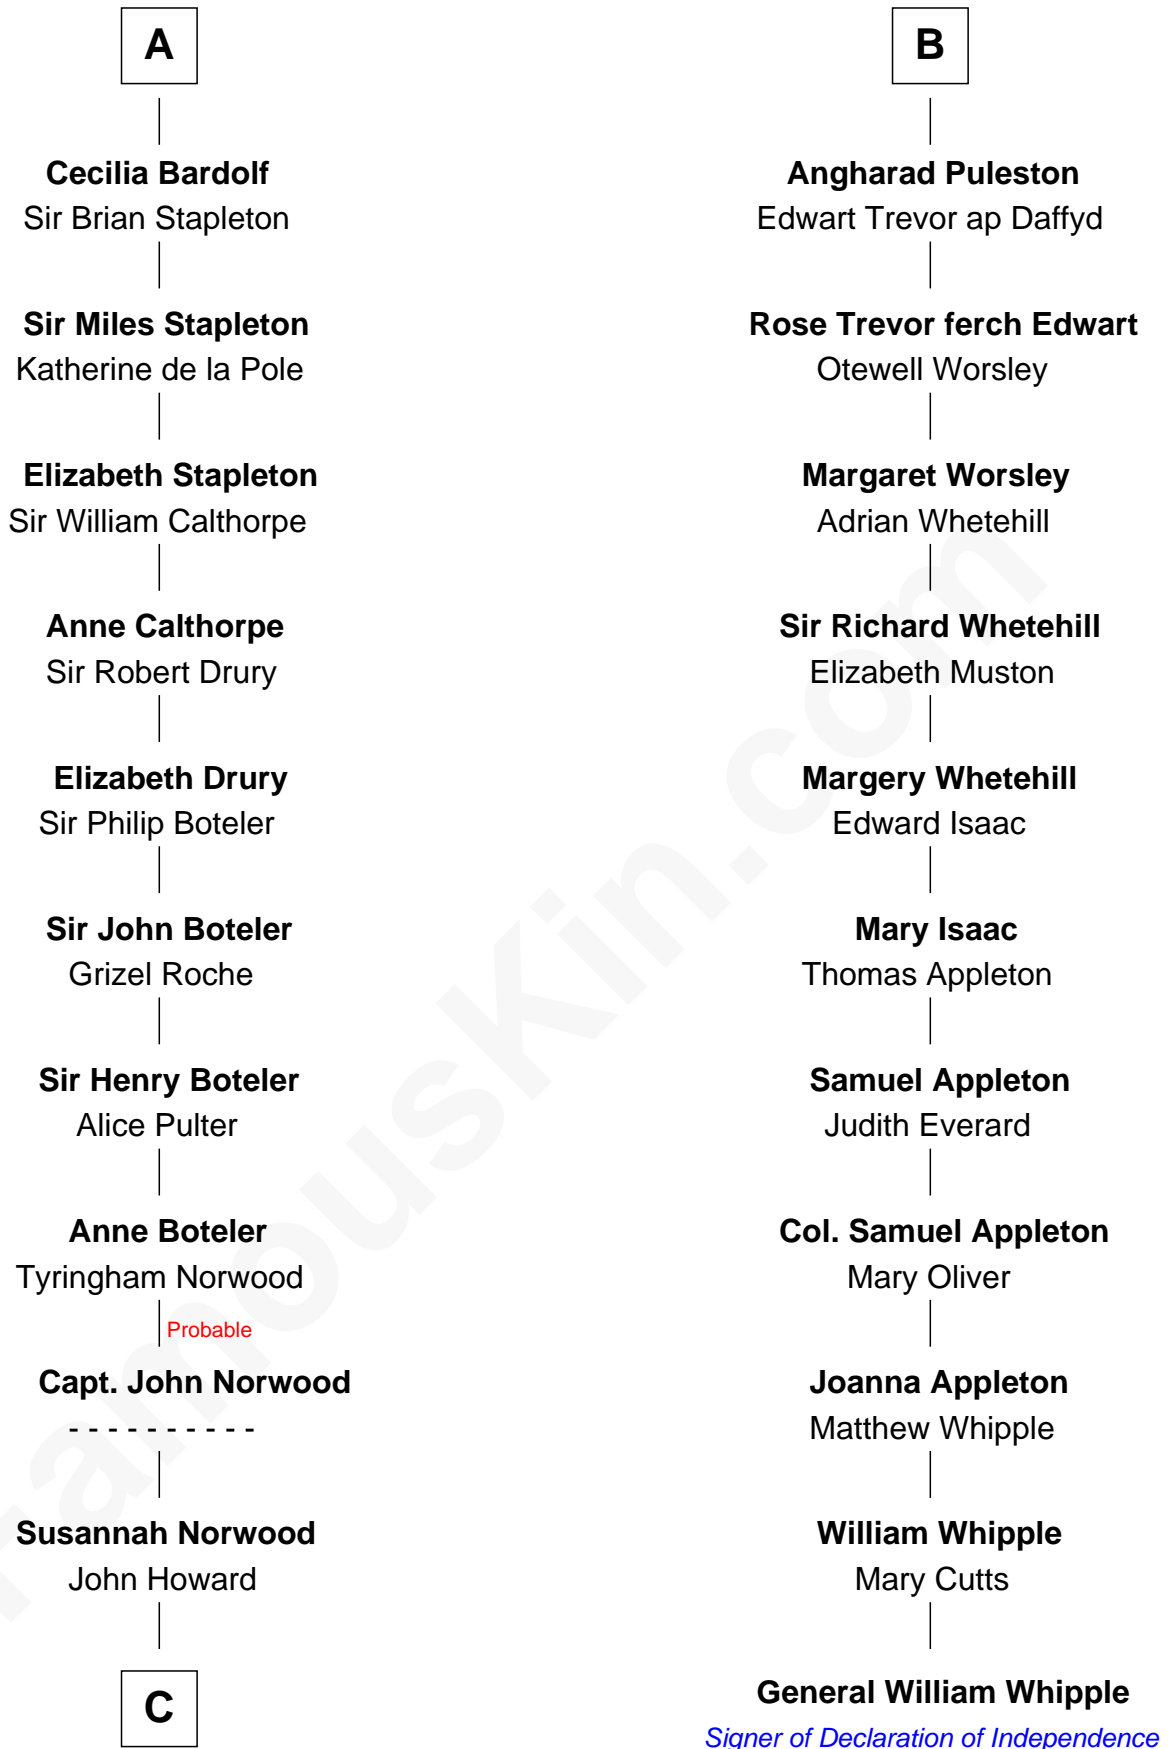 A
Cecilia Bardolf
Sir Brian Stapleton
Sir Miles Stapleton
Katherine de la Pole
Elizabeth Stapleton
Sir William Calthorpe
Anne Calthorpe
Sir Robert Drury
Elizabeth Drury
Sir Philip Boteler
Sir John Boteler
Grizel Roche
Sir Henry Boteler
Alice Pulter
Anne Boteler
Tyringham Norwood
Probable
Capt. John Norwood
- - - - - - - - - -
Susannah Norwood
John Howard
C
B
Angharad Puleston
Edwart Trevor ap Daffyd
Rose Trevor ferch Edwart
Otewell Worsley
Margaret Worsley
Adrian Whetehill
Sir Richard Whetehill
Elizabeth Muston
Margery Whetehill
Edward Isaac
Mary Isaac
Thomas Appleton
Samuel Appleton
Judith Everard
Col. Samuel Appleton
Mary Oliver
Joanna Appleton
Matthew Whipple
William Whipple
Mary Cutts
General William Whipple
Signer of Declaration of Independence
FamousKin.com